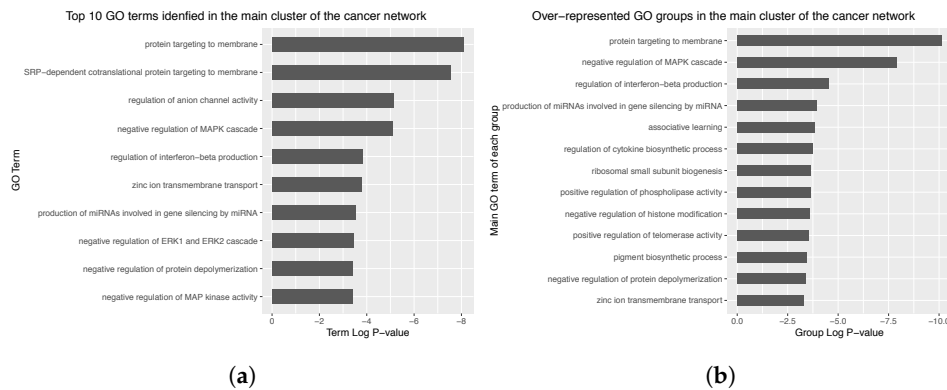 Top 10 GO terms idenfied in the main cluster of the cancer network
GO Term
protein targeting to membrane
SRP−dependent cotranslational protein targeting to membrane
regulation of anion channel activity
negative regulation of MAPK cascade
regulation of interferon−beta production
zinc ion transmembrane transport
production of miRNAs involved in gene silencing by miRNA
negative regulation of ERK1 and ERK2 cascade
negative regulation of protein depolymerization
negative regulation of MAP kinase activity
0 −2 −4 −6 −8
Term Log P−value
(a)
Over−represented GO groups in the main cluster of the cancer network
Main GO term of each group
protein targeting to membrane
negative regulation of MAPK cascade
regulation of interferon−beta production
production of miRNAs involved in gene silencing by miRNA
associative learning
regulation of cytokine biosynthetic process
ribosomal small subunit biogenesis
positive regulation of phospholipase activity
negative regulation of histone modification
positive regulation of telomerase activity
pigment biosynthetic process
negative regulation of protein depolymerization
zinc ion transmembrane transport
0.0 −2.5 −5.0 −7.5 −10.0
Group Log P−value
(b)